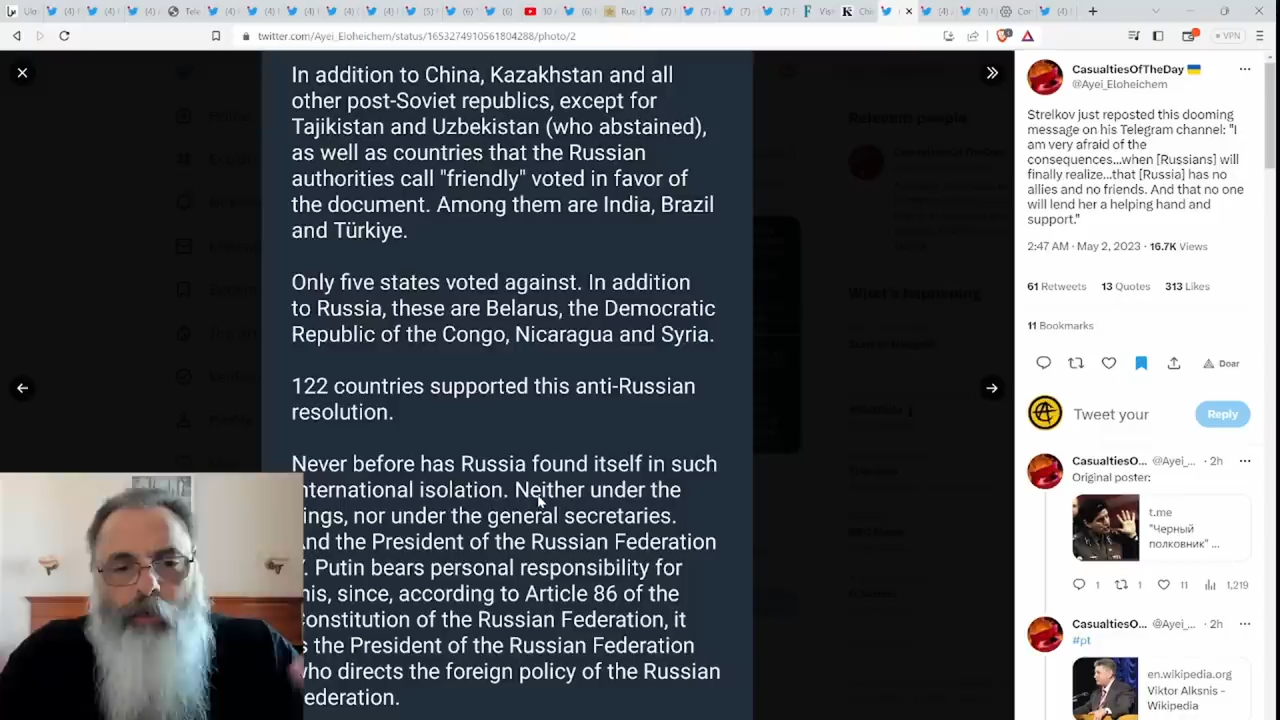 twitter.com/Ayei_Eloheichem/status/1653274910561804288/photo/2
VPN
In addition to China, Kazakhstan and all
other post-Soviet republics, except for
Tajikistan and Uzbekistan (who abstained),
as well as countries that the Russian
authorities call "friendly" voted in favor of
the document. Among them are India, Brazil
and Türkiye.
Only five states voted against. In addition
to Russia, these are Belarus, the Democratic
Republic of the Congo, Nicaragua and Syria.
122 countries supported this anti-Russian
resolution.
Never before has Russia found itself in such
international isolation. Neither under the
ings, nor under the general secretaries.
And the President of the Russian Federation
. Putin bears personal responsibility for
his, since, according to Article 86 of the
onstitution of the Russian Federation, it
s the President of the Russian Federation
who directs the foreign policy of the Russian
ederation.
CasualtiesOfTheDay
@Ayei_Eloheichem
Strelkov just reposted this dooming
message on his Telegram channel: "I
am very afraid of the
consequences...when [Russians] will
finally realize...that [Russia] has no
allies and no friends. And that no one
will lend her a helping hand and
support."
2:47 AM · May 2, 2023 · 16.7K Views
61 Retweets 13 Quotes 313 Likes
11 Bookmarks
Doar
Tweet your
Reply
CasualtiesO... @Ayei_... · 2h
Original poster:
t.me
"Черный
полковник" ...
1 1 11 1,219
CasualtiesO... @Ayei_... · 2h
#pt
en.wikipedia.org
Viktor Alksnis -
Wikipedia